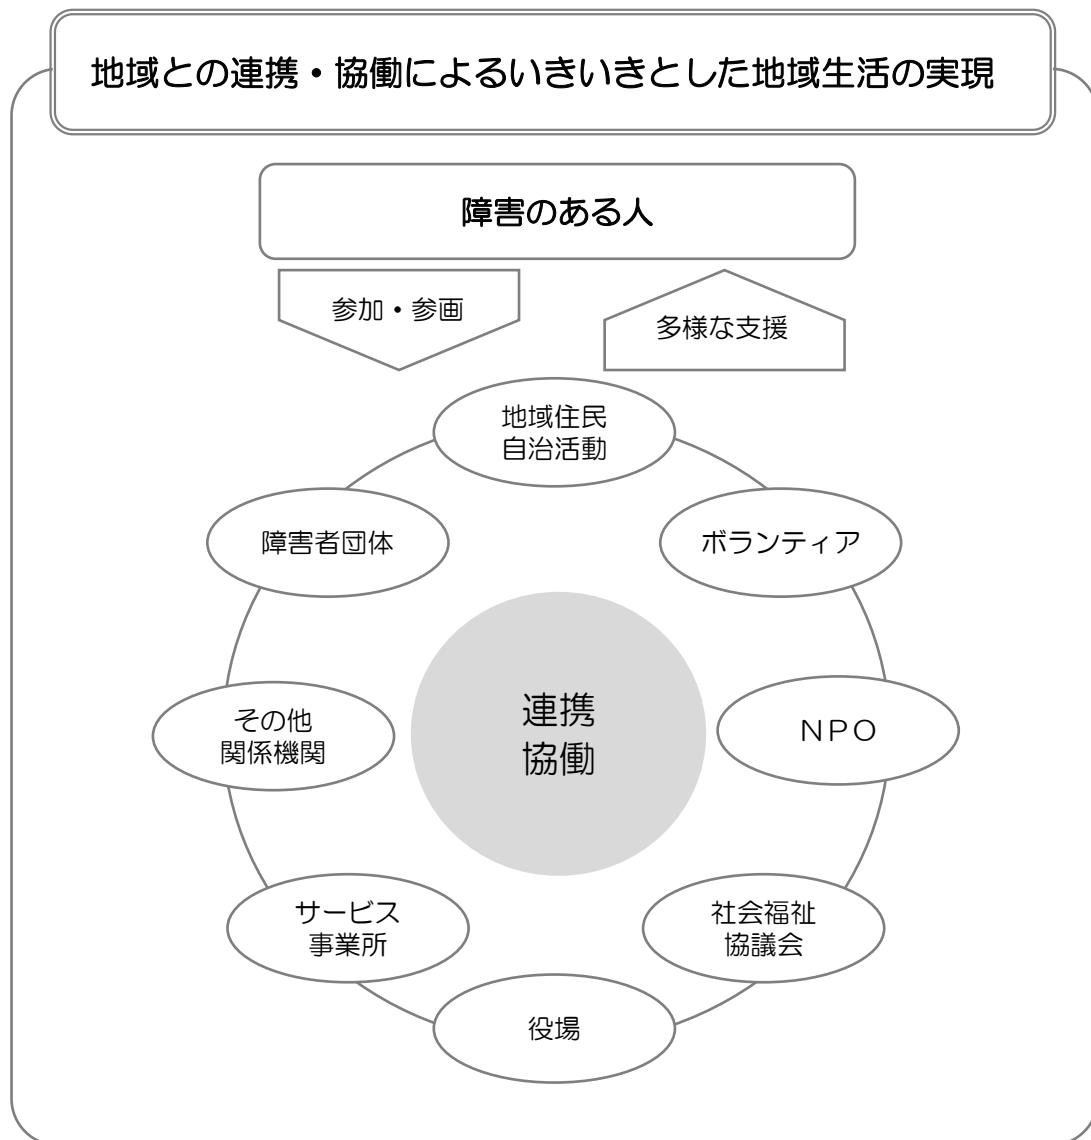 地域との連携・協働によるいきいきとした地域生活の実現
障害のある人
参加・参画
多様な支援
地域住民
自治活動
障害者団体
ボランティア
連携
協働
その他
関係機関
ＮＰＯ
サービス
事業所
社会福祉
協議会
役場